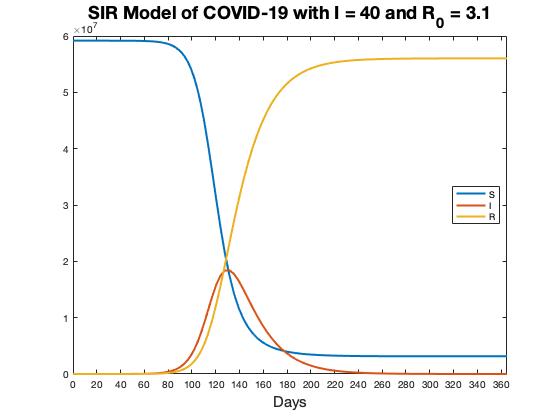 SIR Model of COVID-19 with I = 40 and R₀ = 3.1
×10⁷
6
5
4
3
2
1
0
S
I
R
0 20 40 60 80 100 120 140 160 180 200 220 240 260 280 300 320 340 360
Days